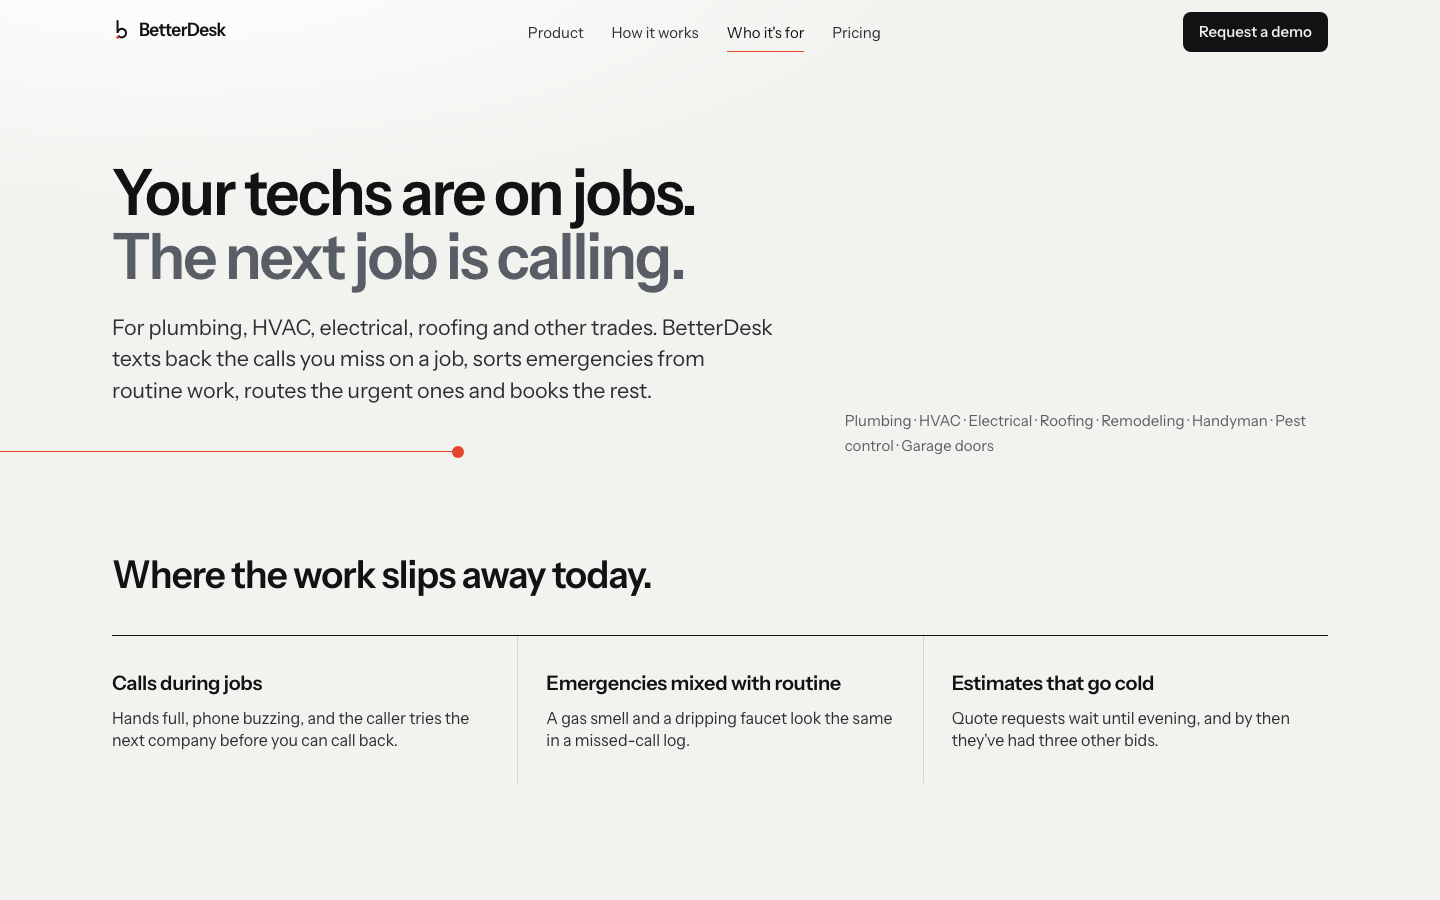 BetterDesk
Product
How it works
Who it's for
Pricing
Request a demo
Your techs are on jobs.
The next job is calling.
For plumbing, HVAC, electrical, roofing and other trades. BetterDesk
texts back the calls you miss on a job, sorts emergencies from
routine work, routes the urgent ones and books the rest.
Plumbing · HVAC · Electrical · Roofing · Remodeling · Handyman · Pest
control · Garage doors
Where the work slips away today.
Calls during jobs
Hands full, phone buzzing, and the caller tries the
next company before you can call back.
Emergencies mixed with routine
A gas smell and a dripping faucet look the same
in a missed-call log.
Estimates that go cold
Quote requests wait until evening, and by then
they've had three other bids.